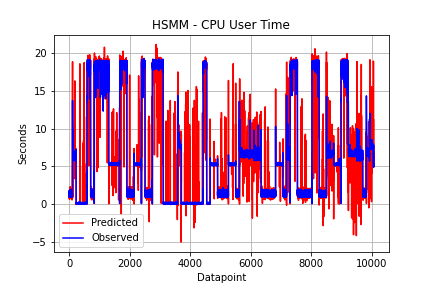 HSMM - CPU User Time
Seconds
20
15
10
5
0
−5
Predicted
Observed
0
2000
4000
6000
8000
10000
Datapoint